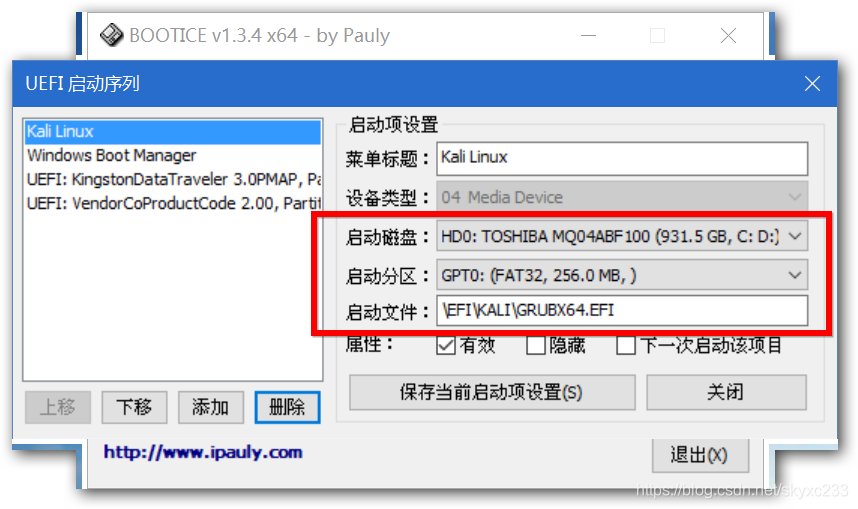 BOOTICE v1.3.4 x64 - by Pauly
UEFI 启动序列
Kali Linux
Windows Boot Manager
UEFI: KingstonDataTraveler 3.0PMAP, Pa
UEFI: VendorCoProductCode 2.00, Partit
上移
下移
添加
删除
启动项设置
菜单标题： Kali Linux
设备类型： 04 Media Device
启动磁盘： HD0: TOSHIBA MQ04ABF100 (931.5 GB, C: D:)
启动分区： GPT0: (FAT32, 256.0 MB, )
启动文件： \EFI\KALI\GRUBX64.EFI
属性： 有效 隐藏 下一次启动该项目
保存当前启动项设置(S)
关闭
http://www.ipauly.com
退出(X)
https://blog.csdn.net/skyxc233